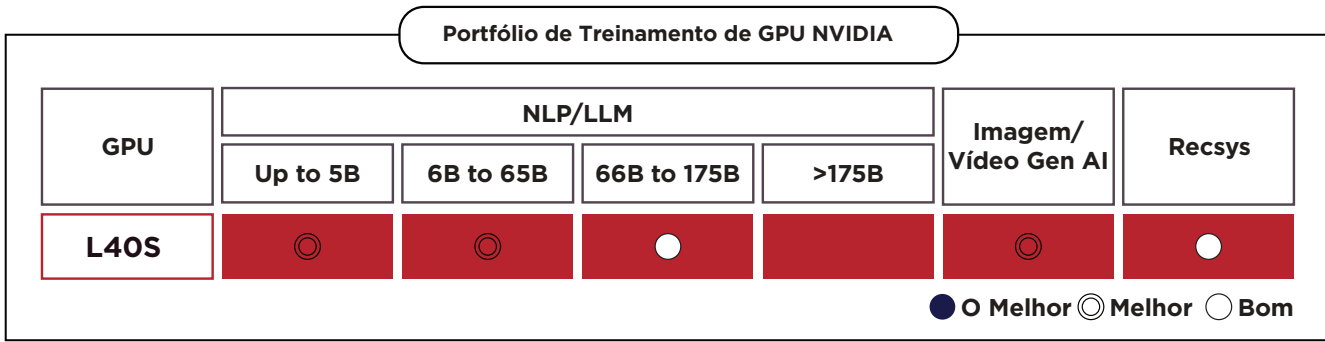 Portfólio de Treinamento de GPU NVIDIA
GPU
NLP/LLM
Imagem/
Vídeo Gen AI
Recsys
Up to 5B
6B to 65B
66B to 175B
>175B
L40S
O Melhor Melhor Bom